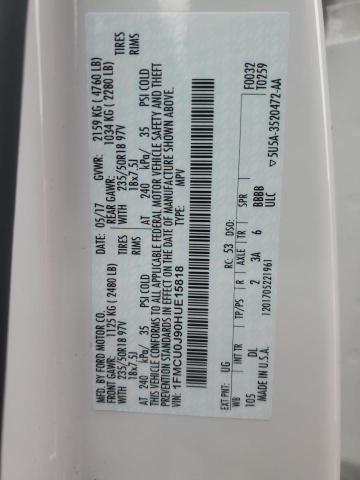 MFD. BY FORD MOTOR CO.
DATE: 05/17 GVWR: 2159 KG ( 4760 LB)
FRONT GAWR: 1125 KG ( 2480 LB) REAR GAWR: 1034 KG ( 2280 LB)
WITH 235/50R18 97V TIRES WITH 235/50R18 97V TIRES
18x7.5J RIMS 18x7.5J RIMS
AT 240 kPa/ 35 PSI COLD AT 240 kPa/ 35 PSI COLD
THIS VEHICLE CONFORMS TO ALL APPLICABLE FEDERAL MOTOR VEHICLE SAFETY AND THEFT
PREVENTION STANDARDS IN EFFECT ON THE DATE OF MANUFACTURE SHOWN ABOVE.
VIN: 1FMCU0J90HUE15818 TYPE: MPV
F0032
T0259
EXT PNT: UG RC: 53 DSO:
WB INT TR TP/PS R AXLE TR SPR
105 DL 2 3A 6 BBBB
MADE IN U.S.A. ULC
1201705221961 ▽5U5A-3520472-AA